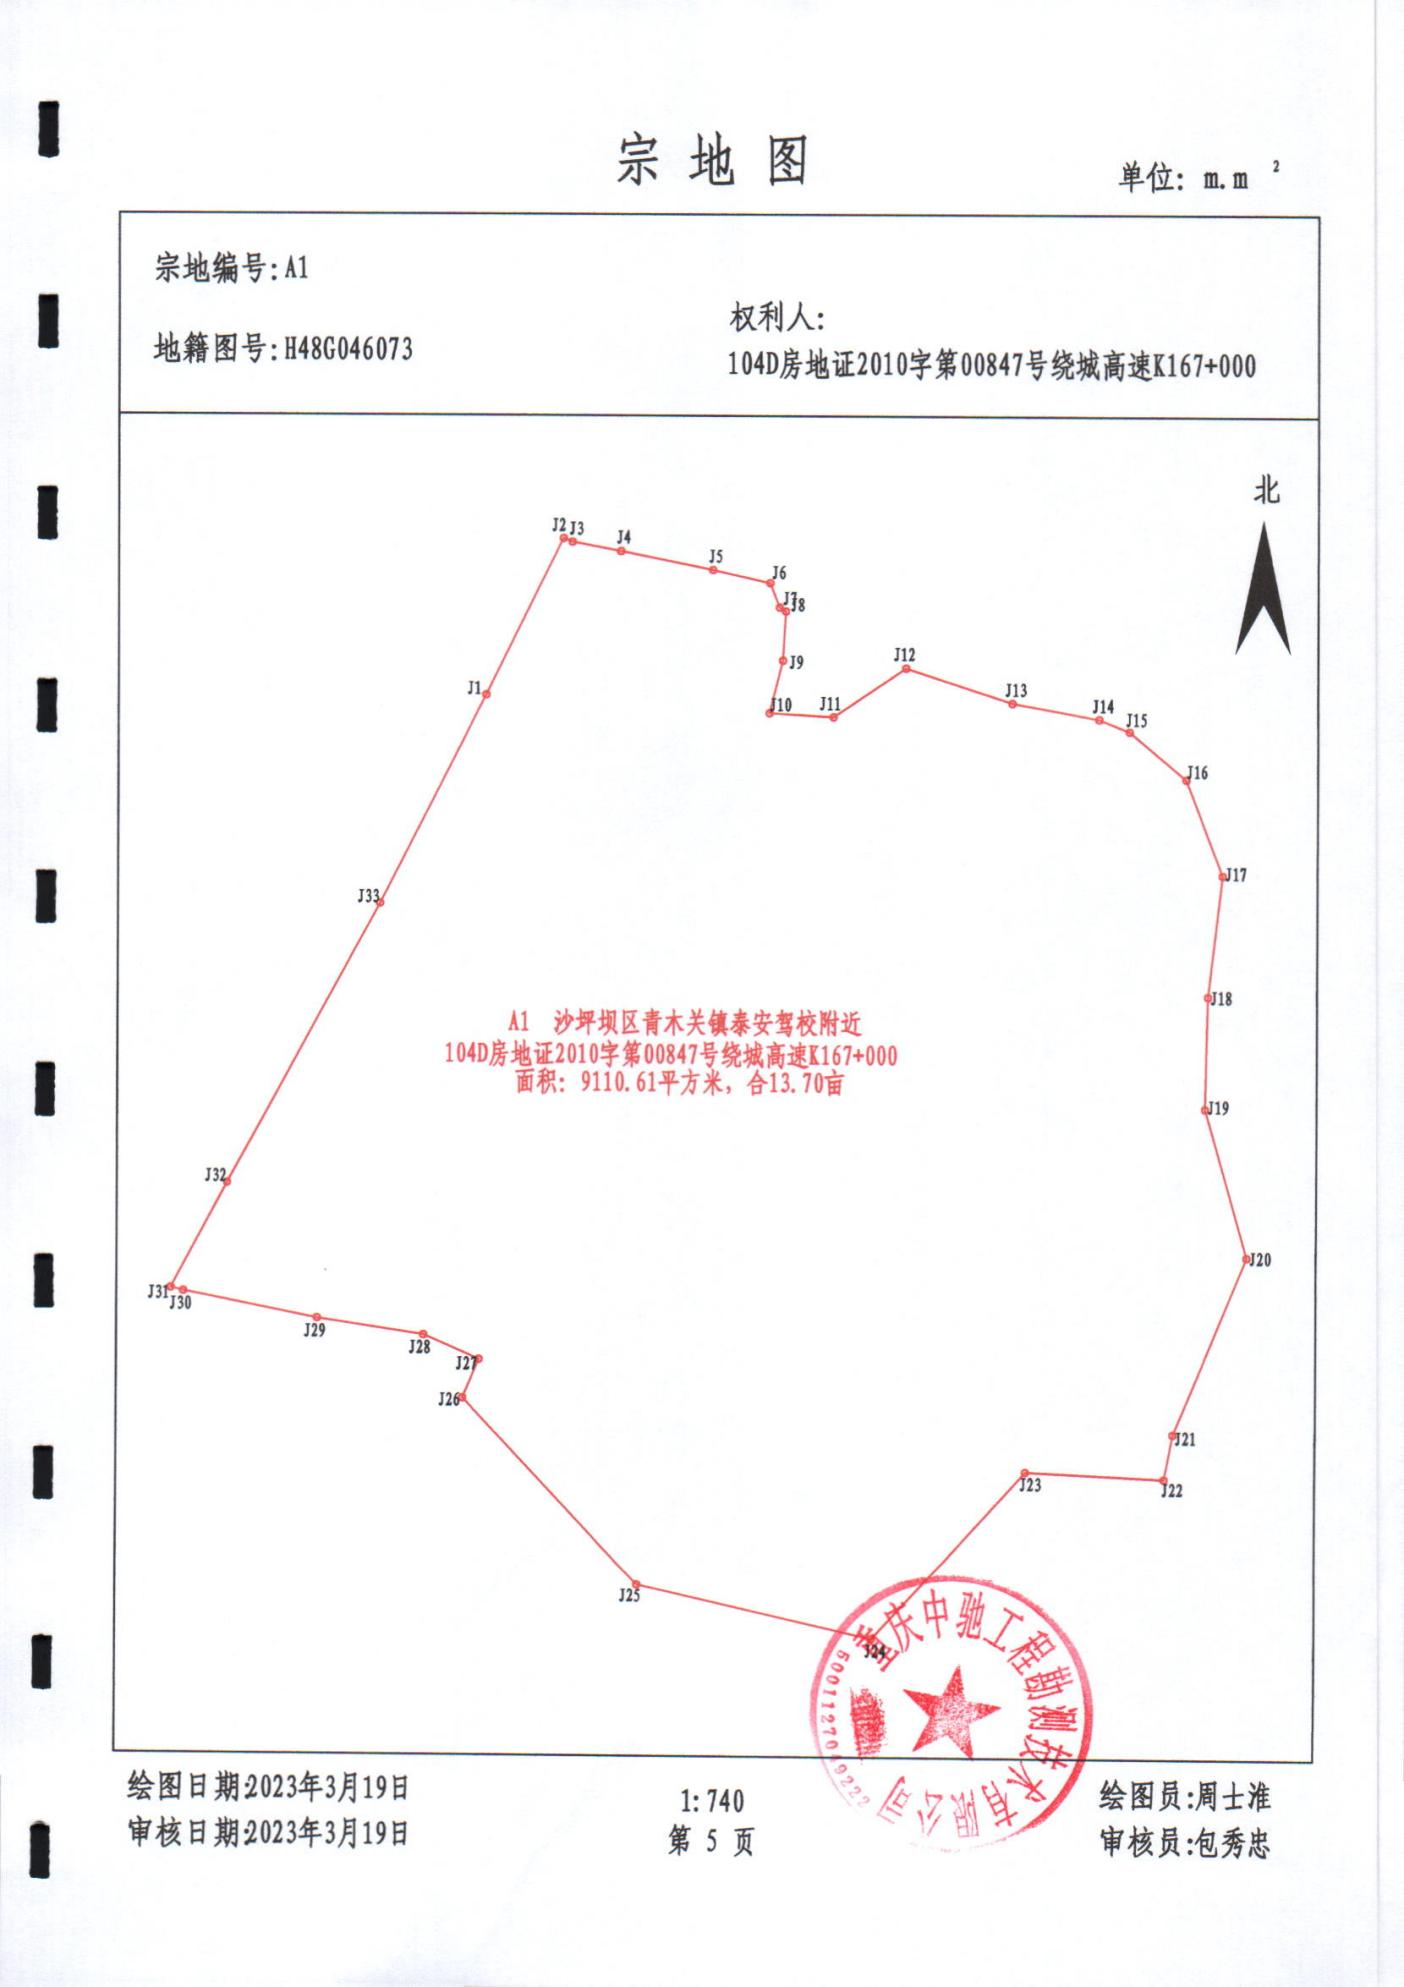 宗地图
单位: m.m²
宗地编号:A1
地籍图号:H48G046073
权利人:
104D房地证2010字第00847号绕城高速K167+000
北
J2
J3
J4
J5
J6
J7
J8
J9
J10
J11
J12
J13
J14
J15
J16
J17
J18
J19
J20
J21
J22
J23
J24
J25
J26
J27
J28
J29
J30
J31
J32
J33
J1
A1 沙坪坝区青木关镇泰安驾校附近
104D房地证2010字第00847号绕城高速K167+000
面积: 9110.61平方米, 合13.70亩
重庆中驰工程勘测技术有限公司
5001127049222
绘图日期:2023年3月19日
审核日期:2023年3月19日
1:740
第 5 页
绘图员:周士淮
审核员:包秀忠